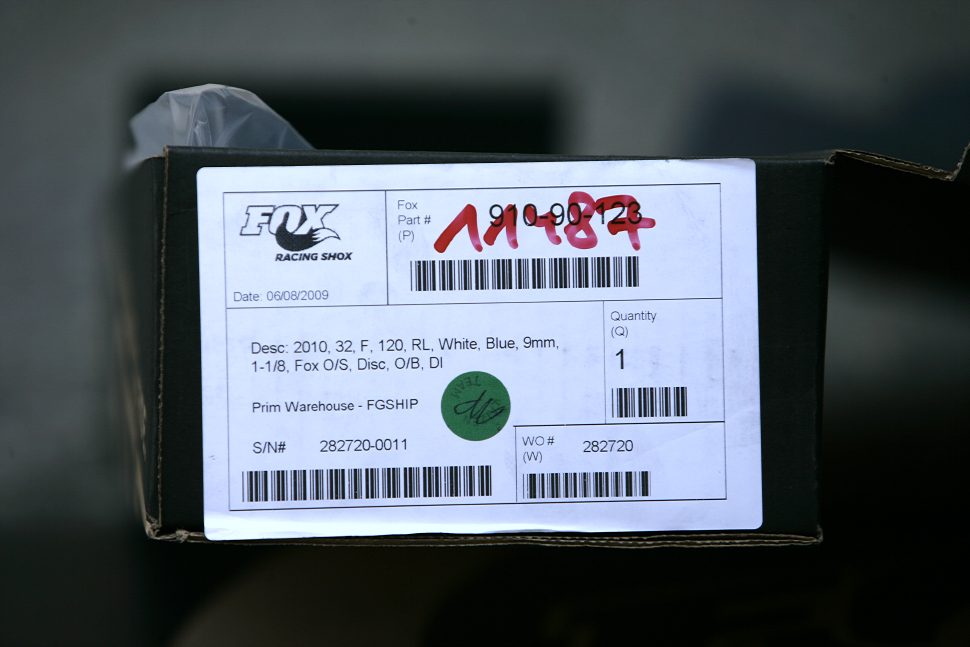 FOX
RACING SHOX
Date: 06/08/2009
Fox
Part #
(P)
910-90-123
11487
Desc: 2010, 32, F, 120, RL, White, Blue, 9mm,
1-1/8, Fox O/S, Disc, O/B, DI
Prim Warehouse - FGSHIP
S/N# 282720-0011
Quantity
(Q)
1
TEAM
WO #
(W)
282720